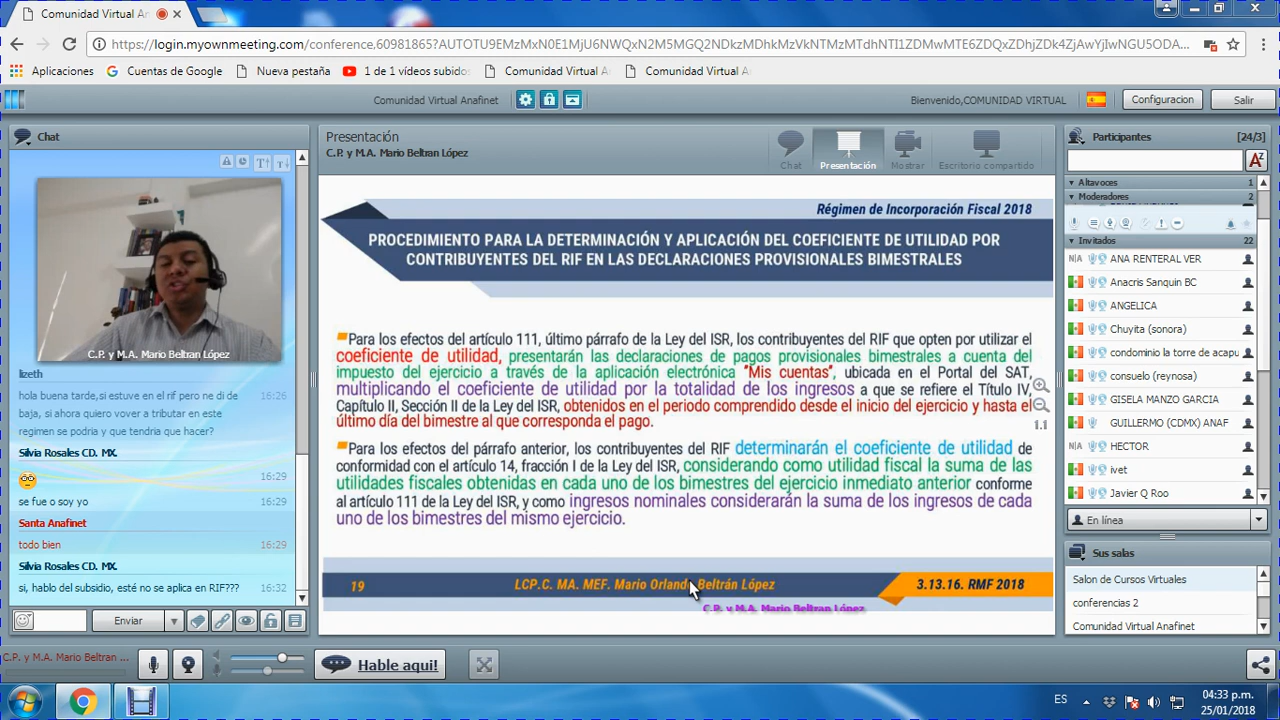 Comunidad Virtual An
https://login.myownmeeting.com/conference,60981865?AUTOTU9EMzMxN0E1MjU6NWQxN2M5MGQ2NDkzMDhkMzVkNTMzMTdhNTI1ZDMwMTE6ZDQxZDhjZDk4ZjAwYjIwNGU5ODA...
Aplicaciones
Cuentas de Google
Nueva pestaña
1 de 1 vídeos subidos
Comunidad Virtual A
Comunidad Virtual A
Comunidad Virtual Anafinet
Bienvenido,COMUNIDAD VIRTUAL
Configuracion
Salir
Chat
C.P. y M.A. Mario Beltran López
lizeth
hola buena tarde,si estuve en el rif pero ne di de 16:26
baja, si ahora quiero vover a tributar en este
regimen se podria y que tendria que hacer?
Silvia Rosales CD. MX.
16:29
se fue o soy yo 16:29
Santa Anafinet
todo bien 16:29
Silvia Rosales CD. MX.
si, hablo del subsidio, esté no se aplica en RIF??? 16:32
Enviar
Presentación
C.P. y M.A. Mario Beltran López
Chat
Presentación
Mostrar
Escritorio compartido
Régimen de Incorporación Fiscal 2018
PROCEDIMIENTO PARA LA DETERMINACIÓN Y APLICACIÓN DEL COEFICIENTE DE UTILIDAD POR
CONTRIBUYENTES DEL RIF EN LAS DECLARACIONES PROVISIONALES BIMESTRALES
Para los efectos del artículo 111, último párrafo de la Ley del ISR, los contribuyentes del RIF que opten por utilizar el
coeficiente de utilidad, presentarán las declaraciones de pagos provisionales bimestrales a cuenta del
impuesto del ejercicio a través de la aplicación electrónica "Mis cuentas", ubicada en el Portal del SAT,
multiplicando el coeficiente de utilidad por la totalidad de los ingresos a que se refiere el Título IV,
Capítulo II, Sección II de la Ley del ISR, obtenidos en el periodo comprendido desde el inicio del ejercicio y hasta el
último día del bimestre al que corresponda el pago.
Para los efectos del párrafo anterior, los contribuyentes del RIF determinarán el coeficiente de utilidad de
conformidad con el artículo 14, fracción I de la Ley del ISR, considerando como utilidad fiscal la suma de las
utilidades fiscales obtenidas en cada uno de los bimestres del ejercicio inmediato anterior conforme
al artículo 111 de la Ley del ISR, y como ingresos nominales considerarán la suma de los ingresos de cada
uno de los bimestres del mismo ejercicio.
1.1
19
LCP.C. MA. MEF. Mario Orlando Beltrán López
3.13.16. RMF 2018
C.P. y M.A. Mario Beltran López
Participantes [24/3]
Altavoces 1
Moderadores 2
Invitados 22
N/A ANA RENTERAL VER
Anacris Sanquin BC
ANGELICA
Chuyita (sonora)
condominio la torre de acapu
consuelo (reynosa)
GISELA MANZO GARCIA
GUILLERMO (CDMX) ANAF
N/A HECTOR
ivet
Javier Q Roo
En línea
Sus salas
Salon de Cursos Virtuales
conferencias 2
Comunidad Virtual Anafinet
C.P. y M.A. Mario Beltran ...
Hable aqui!
ES
04:33 p.m.
25/01/2018